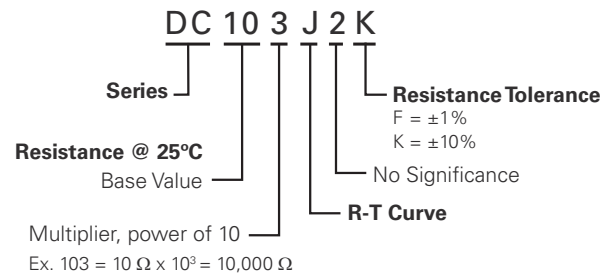 DC 10 3 J 2 K
Series
Resistance Tolerance
F = ±1%
K = ±10%
Resistance @ 25ºC
Base Value
No Significance
R-T Curve
Multiplier, power of 10
Ex. 103 = 10 Ω x 10³ = 10,000 Ω